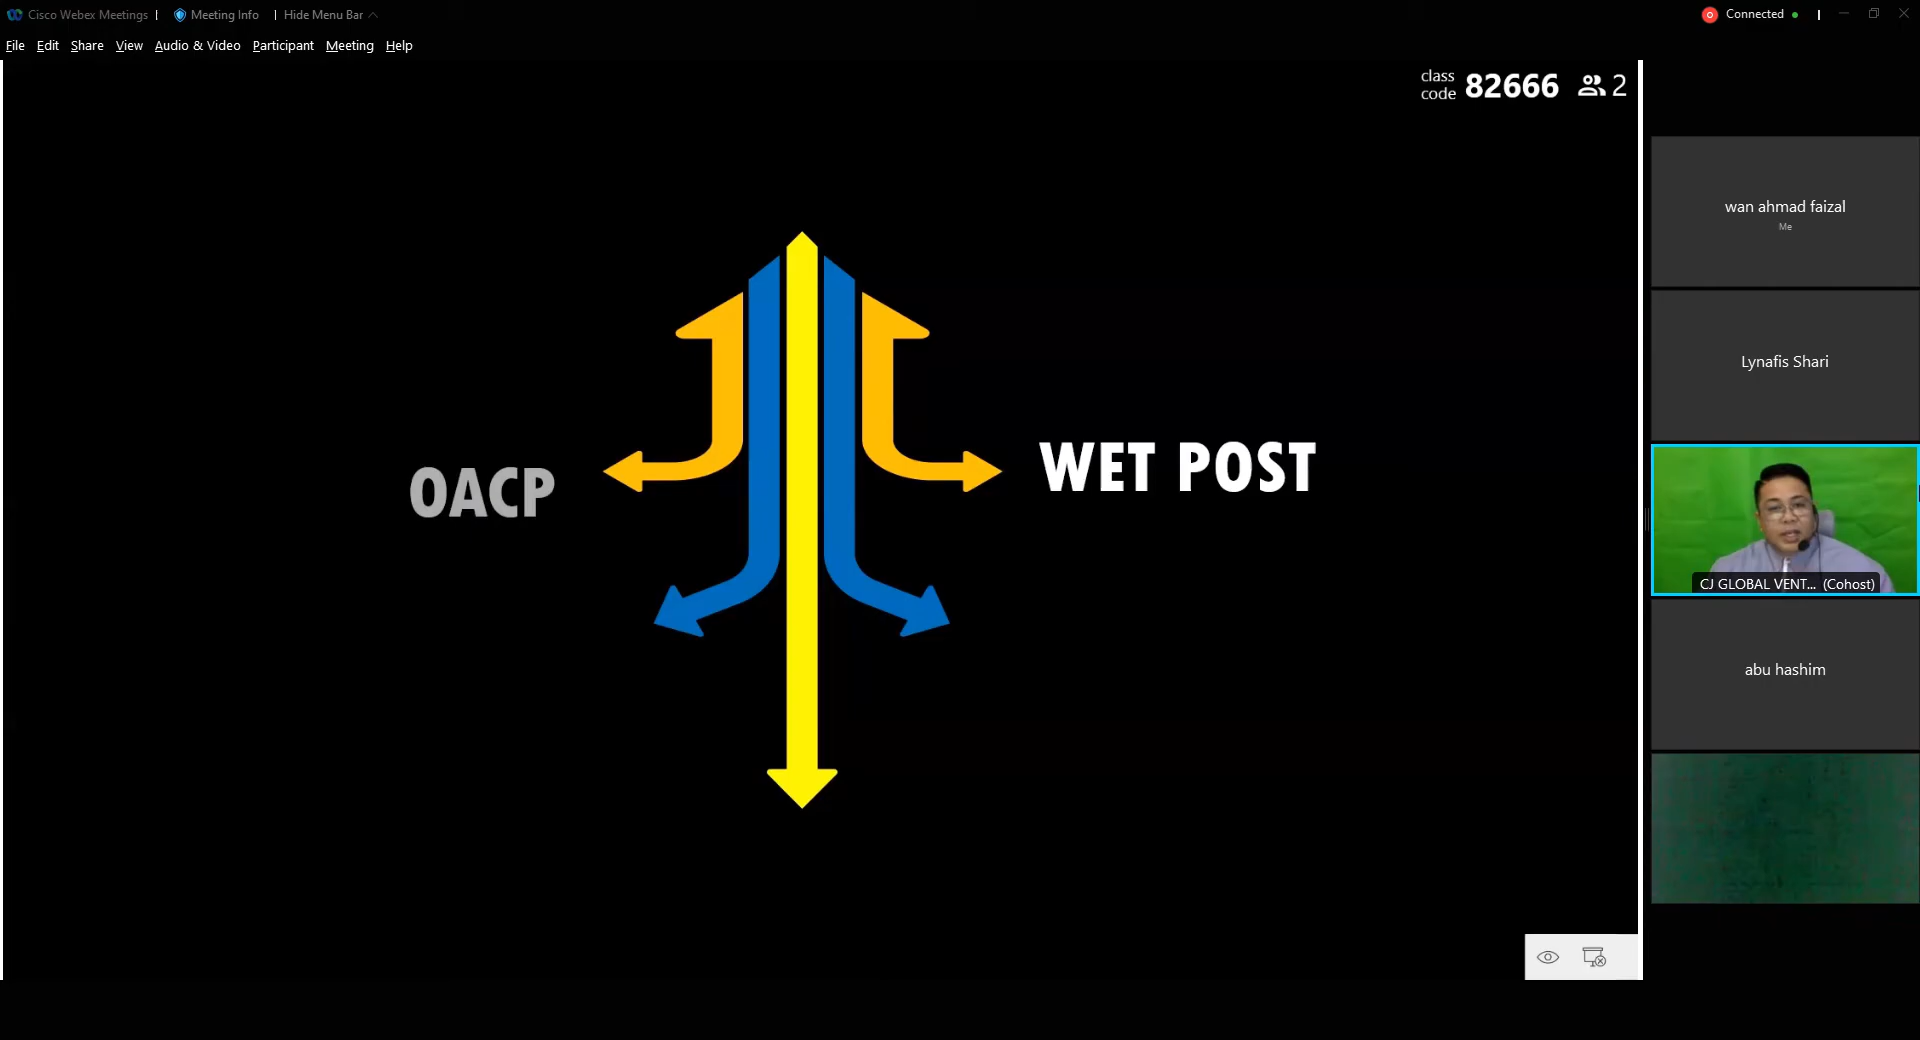 Cisco Webex Meetings | Meeting Info | Hide Menu Bar
Connected
File Edit Share View Audio & Video Participant Meeting Help
class code 82666 2
wan ahmad faizal
Me
Lynafis Shari
OACP
WET POST
CJ GLOBAL VENT... (Cohost)
abu hashim